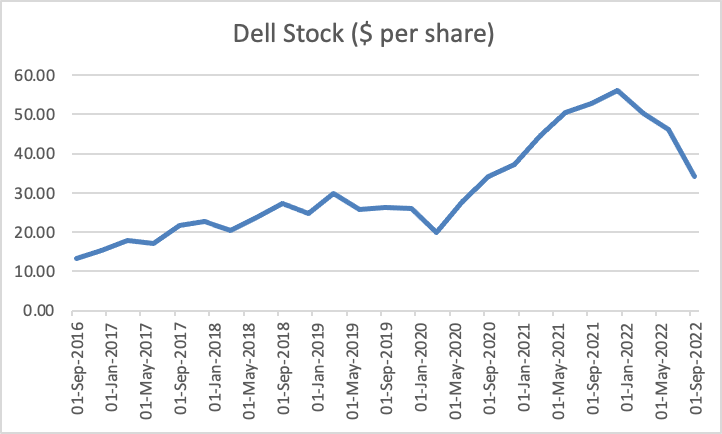 Dell Stock ($ per share)
60.00
50.00
40.00
30.00
20.00
10.00
0.00
01-Sep-2016
01-Jan-2017
01-May-2017
01-Sep-2017
01-Jan-2018
01-May-2018
01-Sep-2018
01-Jan-2019
01-May-2019
01-Sep-2019
01-Jan-2020
01-May-2020
01-Sep-2020
01-Jan-2021
01-May-2021
01-Sep-2021
01-Jan-2022
01-May-2022
01-Sep-2022